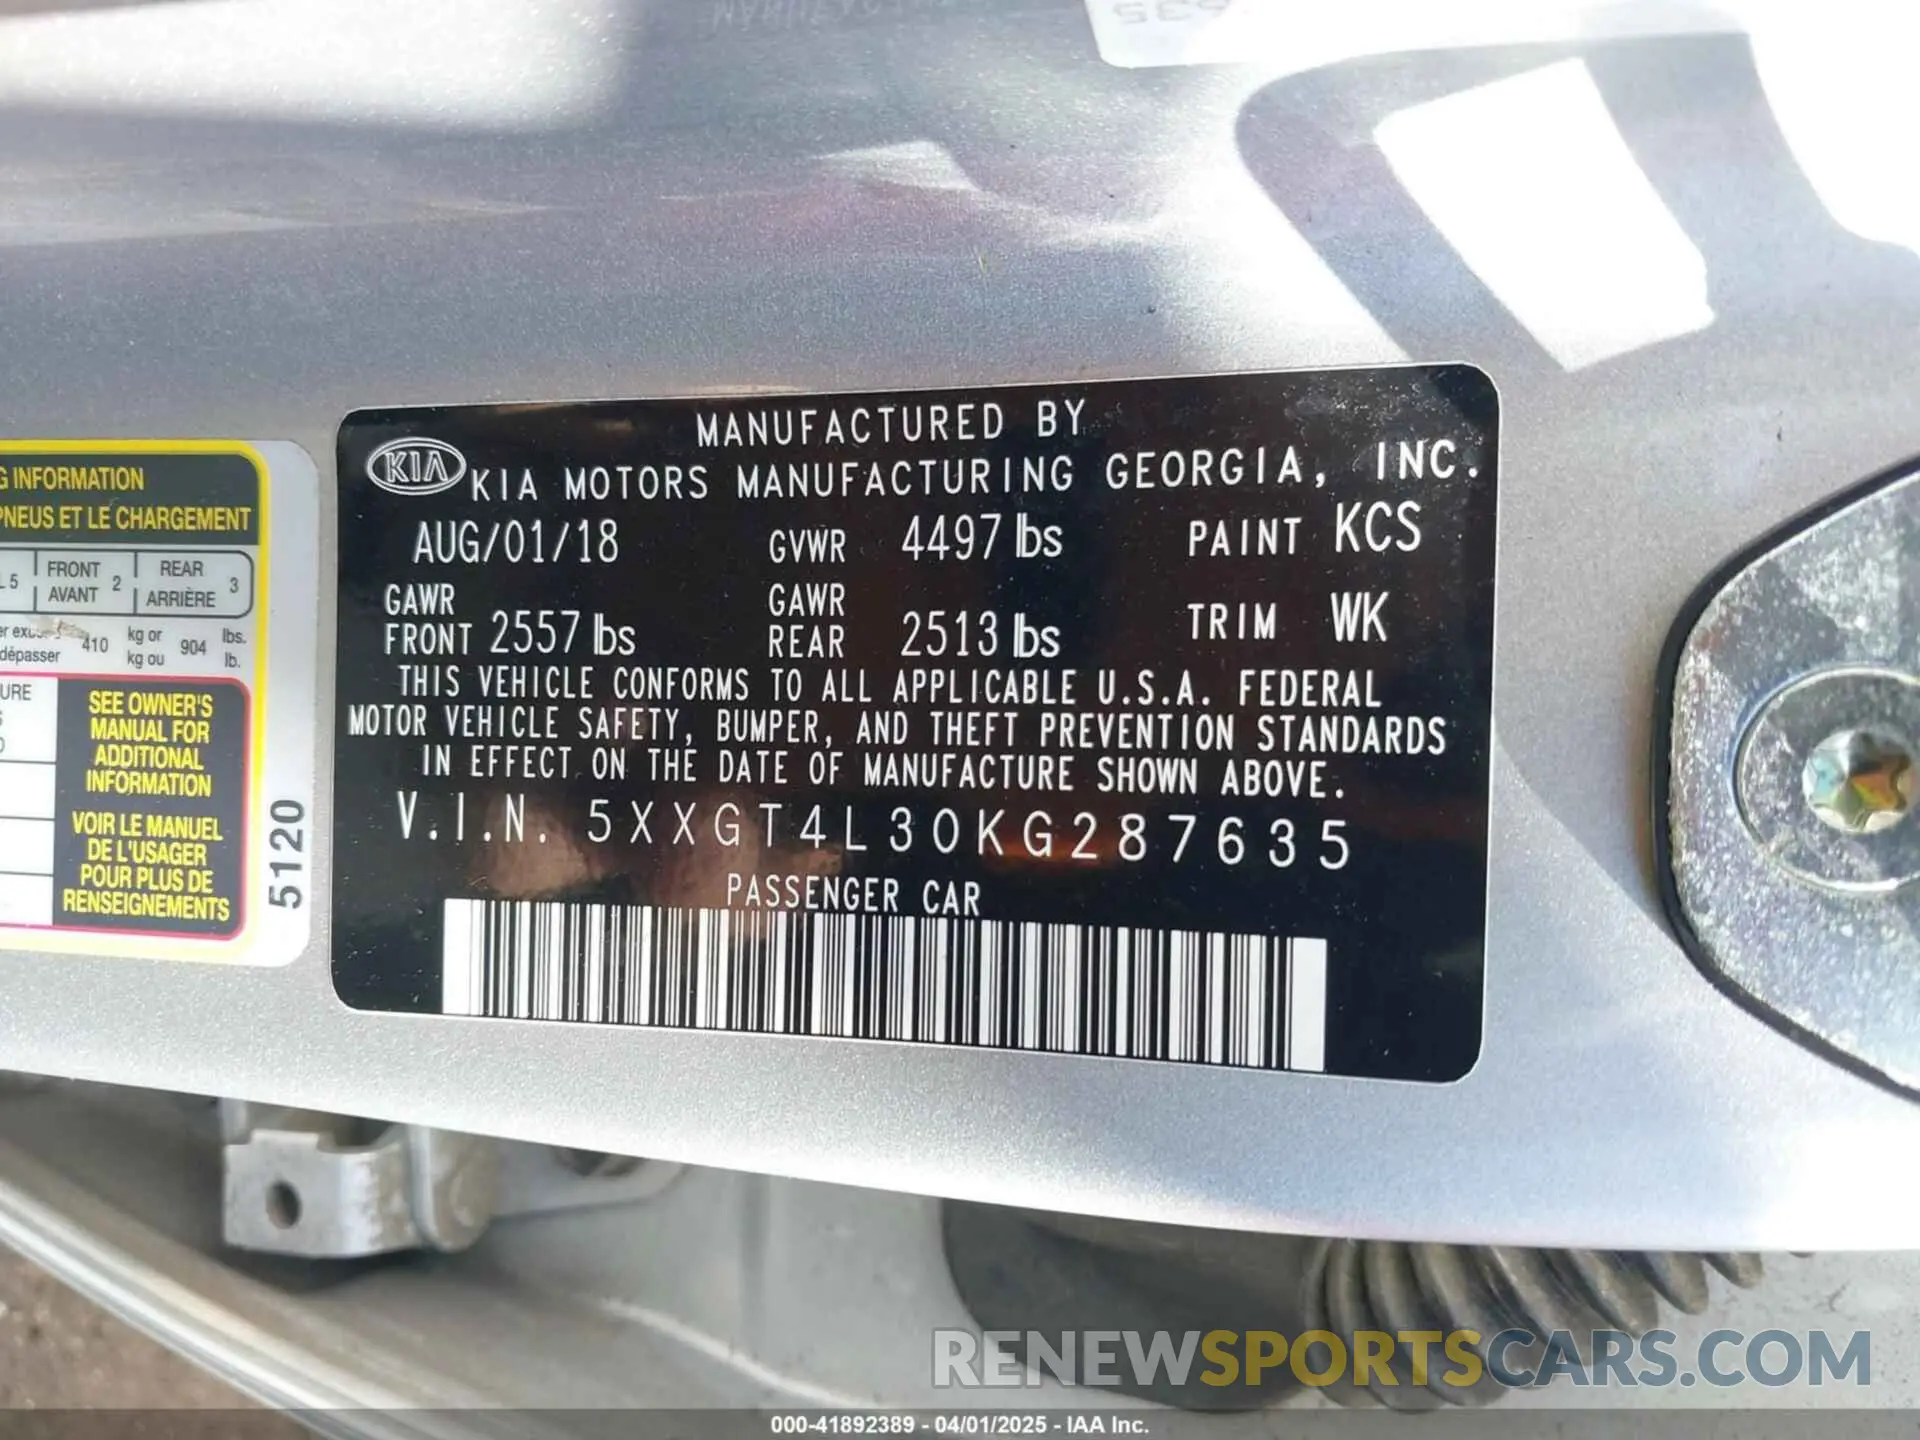 G INFORMATION
PNEUS ET LE CHARGEMENT
L 5 FRONT AVANT 2 REAR ARRIÈRE 3
410 kg or kg ou 904 lbs. lb.
dépasser
SEE OWNER'S
MANUAL FOR
ADDITIONAL
INFORMATION
VOIR LE MANUEL
DE L'USAGER
POUR PLUS DE
RENSEIGNEMENTS
5120
MANUFACTURED BY
KIA KIA MOTORS MANUFACTURING GEORGIA, INC.
AUG/01/18 GVWR 4497 lbs PAINT KCS
GAWR FRONT 2557 lbs GAWR REAR 2513 lbs TRIM WK
THIS VEHICLE CONFORMS TO ALL APPLICABLE U.S.A. FEDERAL
MOTOR VEHICLE SAFETY, BUMPER, AND THEFT PREVENTION STANDARDS
IN EFFECT ON THE DATE OF MANUFACTURE SHOWN ABOVE.
V.I.N. 5XXGT4L30KG287635
PASSENGER CAR
RENEWSPORTSCARS.COM
000-41892389 - 04/01/2025 - IAA Inc.